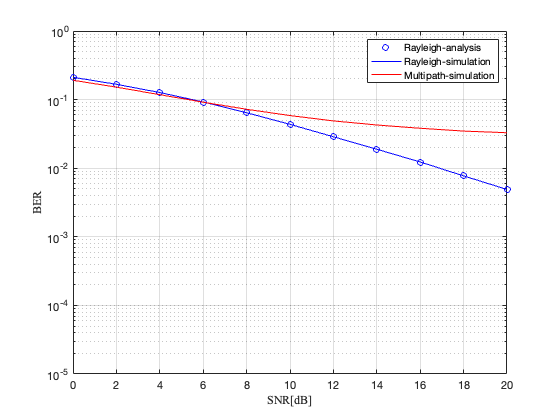 Rayleigh-analysis
Rayleigh-simulation
Multipath-simulation
10^0
10^-1
10^-2
10^-3
10^-4
10^-5
BER
0 2 4 6 8 10 12 14 16 18 20
SNR[dB]